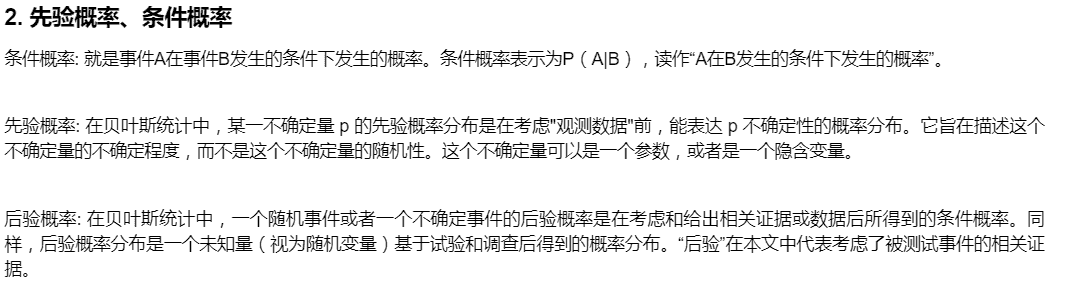 2. 先验概率、条件概率
条件概率: 就是事件A在事件B发生的条件下发生的概率。条件概率表示为P（A|B），读作“A在B发生的条件下发生的概率”。
先验概率: 在贝叶斯统计中，某一不确定量 p 的先验概率分布是在考虑"观测数据"前，能表达 p 不确定性的概率分布。它旨在描述这个
不确定量的不确定程度，而不是这个不确定量的随机性。这个不确定量可以是一个参数，或者是一个隐含变量。
后验概率: 在贝叶斯统计中，一个随机事件或者一个不确定事件的后验概率是在考虑和给出相关证据或数据后所得到的条件概率。同
样，后验概率分布是一个未知量（视为随机变量）基于试验和调查后得到的概率分布。“后验”在本文中代表考虑了被测试事件的相关证
据。